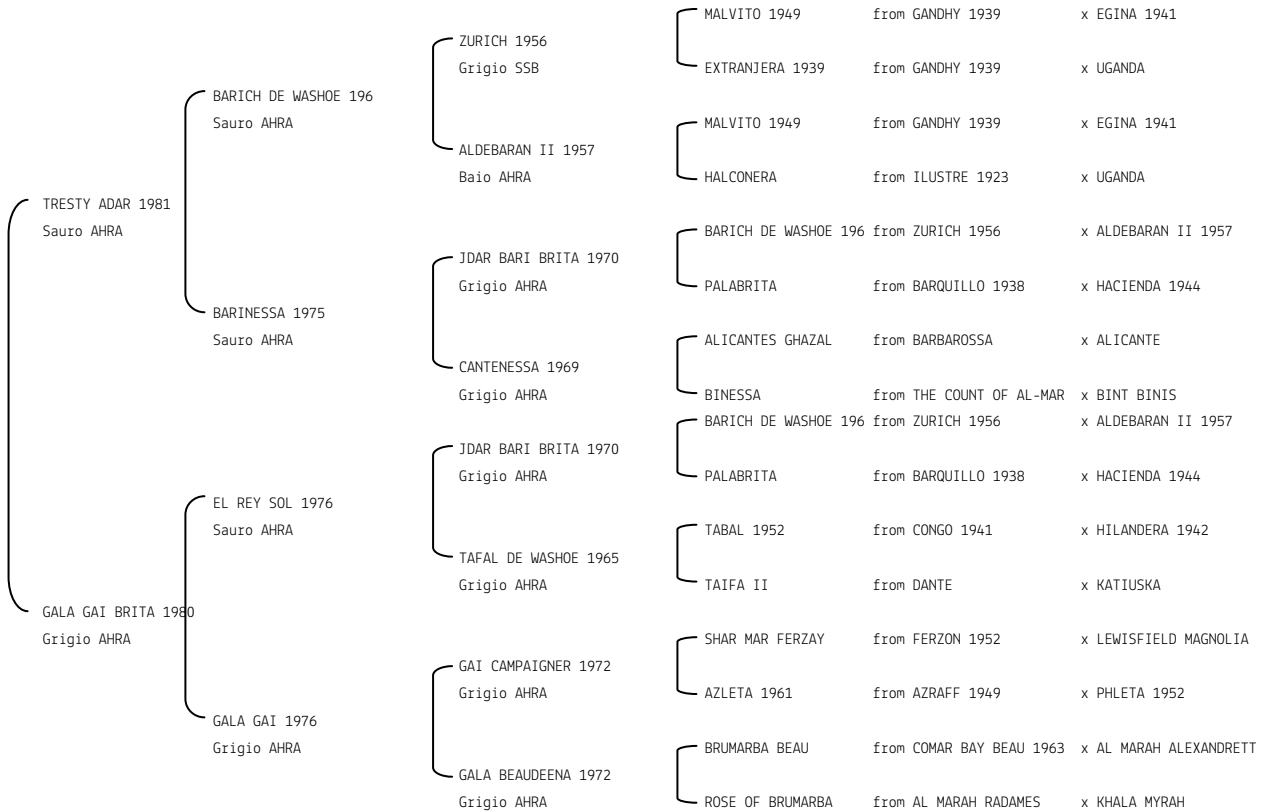 MALVITO 1949 from GANDHY 1939 x EGINA 1941
ZURICH 1956
Grigio SSB
EXTRANJERA 1939 from GANDHY 1939 x UGANDA
BARICH DE WASHOE 196
Sauro AHRA
MALVITO 1949 from GANDHY 1939 x EGINA 1941
ALDEBARAN II 1957
Baio AHRA
HALCONERA from ILUSTRE 1923 x UGANDA
TRESTY ADAR 1981
Sauro AHRA
BARICH DE WASHOE 196 from ZURICH 1956 x ALDEBARAN II 1957
JDAR BARI BRITA 1970
Grigio AHRA
PALABRITA from BARQUILLO 1938 x HACIENDA 1944
BARINESSA 1975
Sauro AHRA
ALICANTES GHAZAL from BARBAROSSA x ALICANTE
CANTENESSA 1969
Grigio AHRA
BINESSA from THE COUNT OF AL-MAR x BINT BINIS
BARICH DE WASHOE 196 from ZURICH 1956 x ALDEBARAN II 1957
JDAR BARI BRITA 1970
Grigio AHRA
PALABRITA from BARQUILLO 1938 x HACIENDA 1944
EL REY SOL 1976
Sauro AHRA
TABAL 1952 from CONGO 1941 x HILANDERA 1942
TAFAL DE WASHOE 1965
Grigio AHRA
TAIFA II from DANTE x KATIUSKA
GALA GAI BRITA 1980
Grigio AHRA
SHAR MAR FERZAY from FERZON 1952 x LEWISFIELD MAGNOLIA
GAI CAMPAIGNER 1972
Grigio AHRA
AZLETA 1961 from AZRAFF 1949 x PHLETA 1952
GALA GAI 1976
Grigio AHRA
BRUMARBA BEAU from COMAR BAY BEAU 1963 x AL MARAH ALEXANDRETT
GALA BEAUDEENA 1972
Grigio AHRA
ROSE OF BRUMARBA from AL MARAH RADAMES x KHALA MYRAH